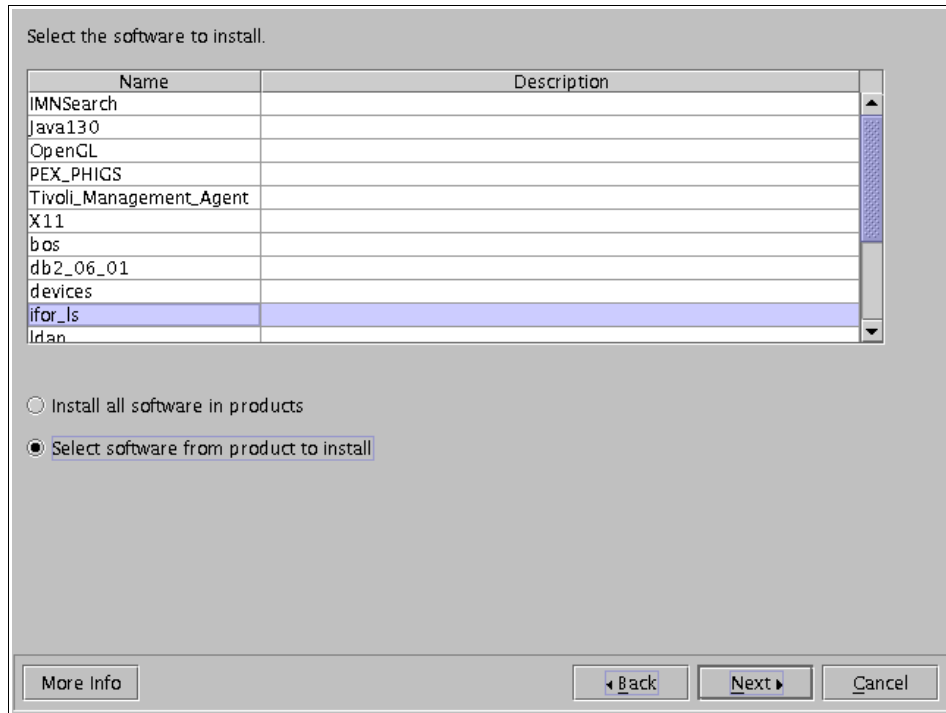 Select the software to install.
Name Description
IMNSearch
Java130
OpenGL
PEX_PHIGS
Tivoli_Management_Agent
X11
bos
db2_06_01
devices
ifor_ls
ldap
Install all software in products
Select software from product to install
More Info Back Next Cancel